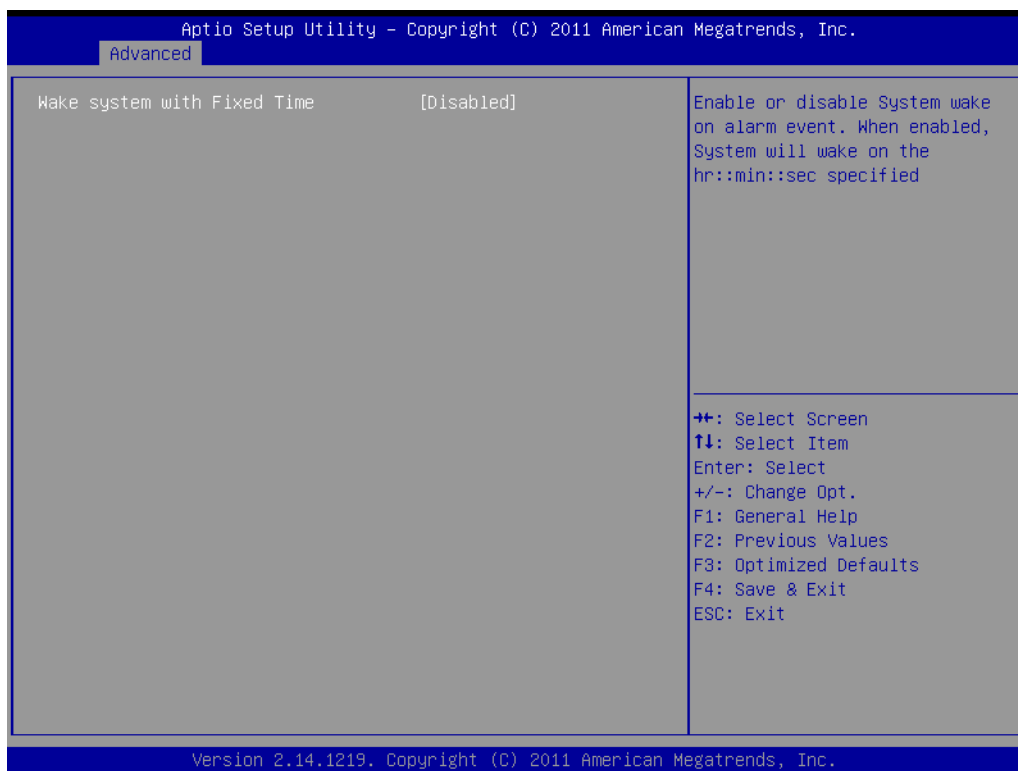 Aptio Setup Utility – Copyright (C) 2011 American Megatrends, Inc.
Advanced
Wake system with Fixed Time [Disabled]
Enable or disable System wake
on alarm event. When enabled,
System will wake on the
hr::min::sec specified
→←: Select Screen
↑↓: Select Item
Enter: Select
+/-: Change Opt.
F1: General Help
F2: Previous Values
F3: Optimized Defaults
F4: Save & Exit
ESC: Exit
Version 2.14.1219. Copyright (C) 2011 American Megatrends, Inc.